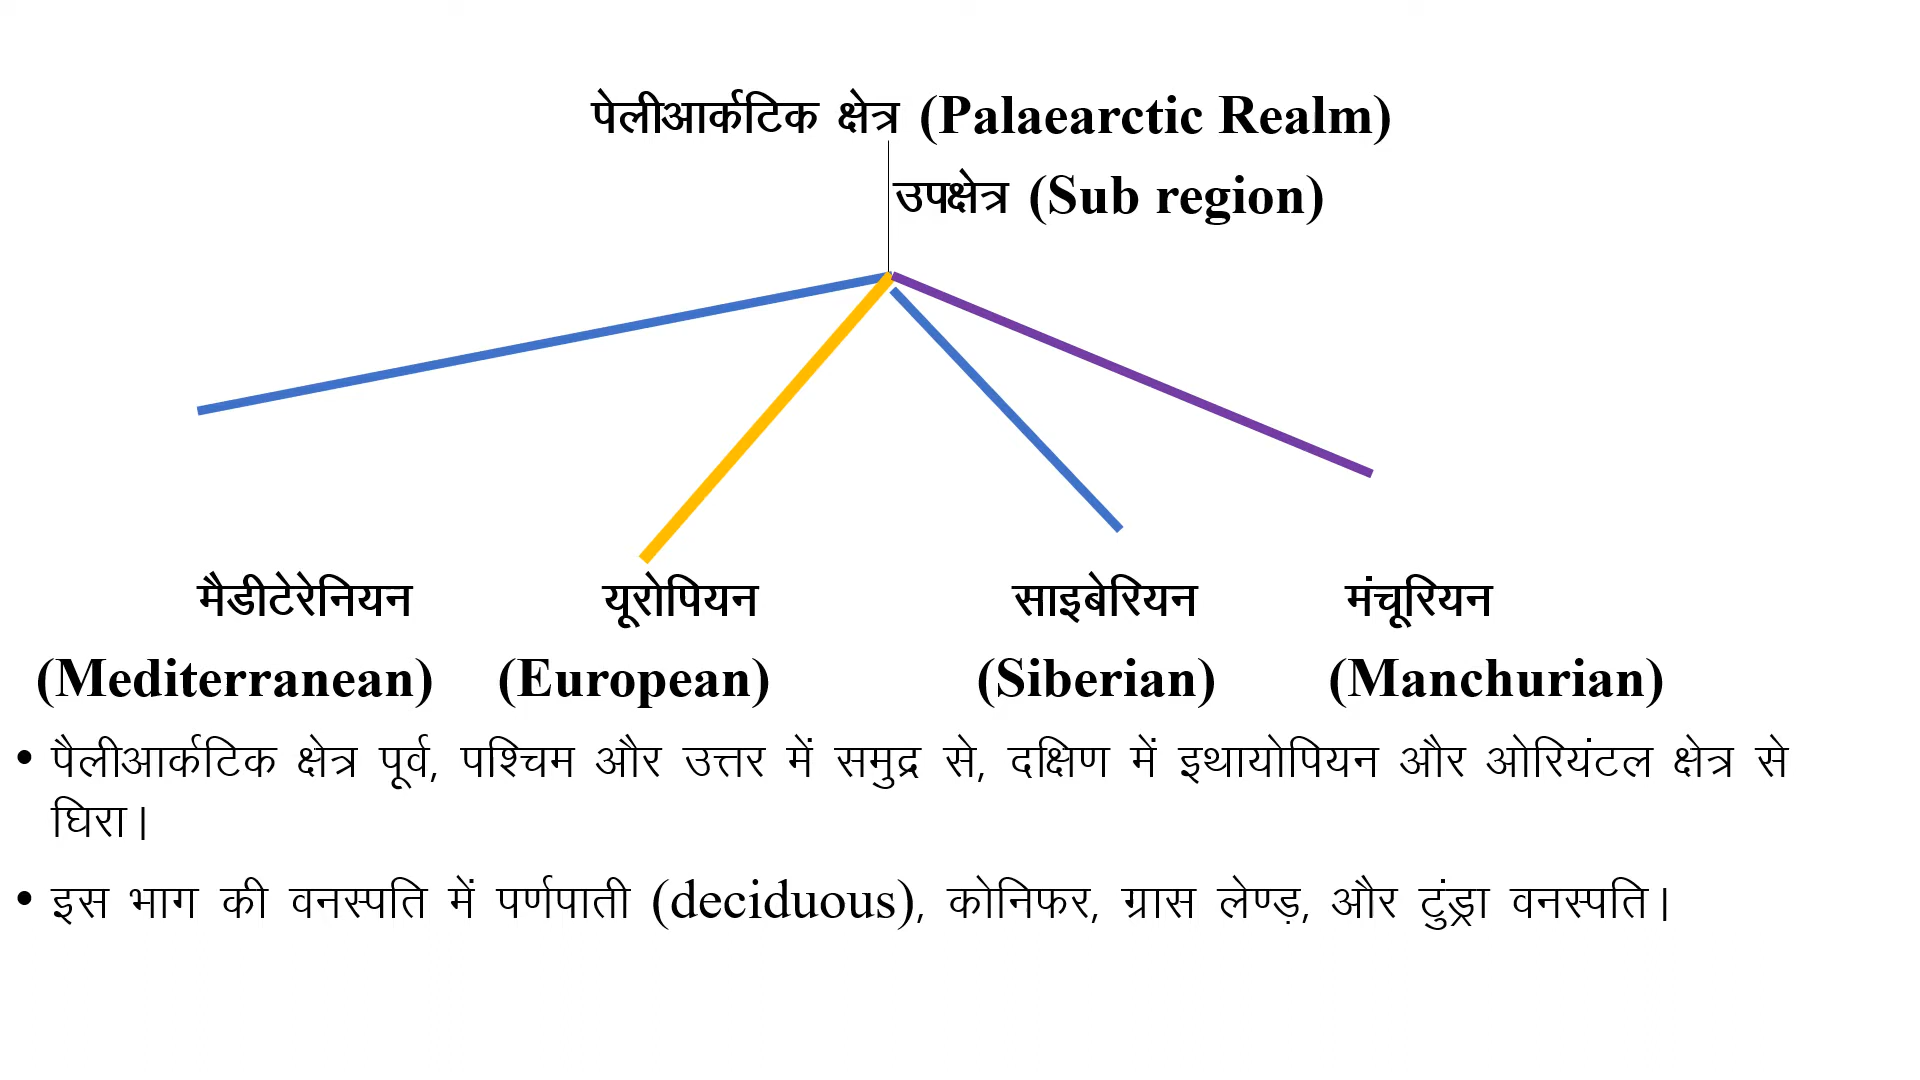 पेलीआर्कटिक क्षेत्र (Palaearctic Realm)
उपक्षेत्र (Sub region)
मैडीटेरेनियन यूरोपियन साइबेरियन मंचूरियन
(Mediterranean) (European) (Siberian) (Manchurian)
• पैलीआर्कटिक क्षेत्र पूर्व, पश्चिम और उत्तर में समुद्र से, दक्षिण में इथायोपियन और ओरियंटल क्षेत्र से
घिरा।
• इस भाग की वनस्पति में पर्णपाती (deciduous), कोनिफर, ग्रास लेण्ड़, और टुंड्रा वनस्पति।